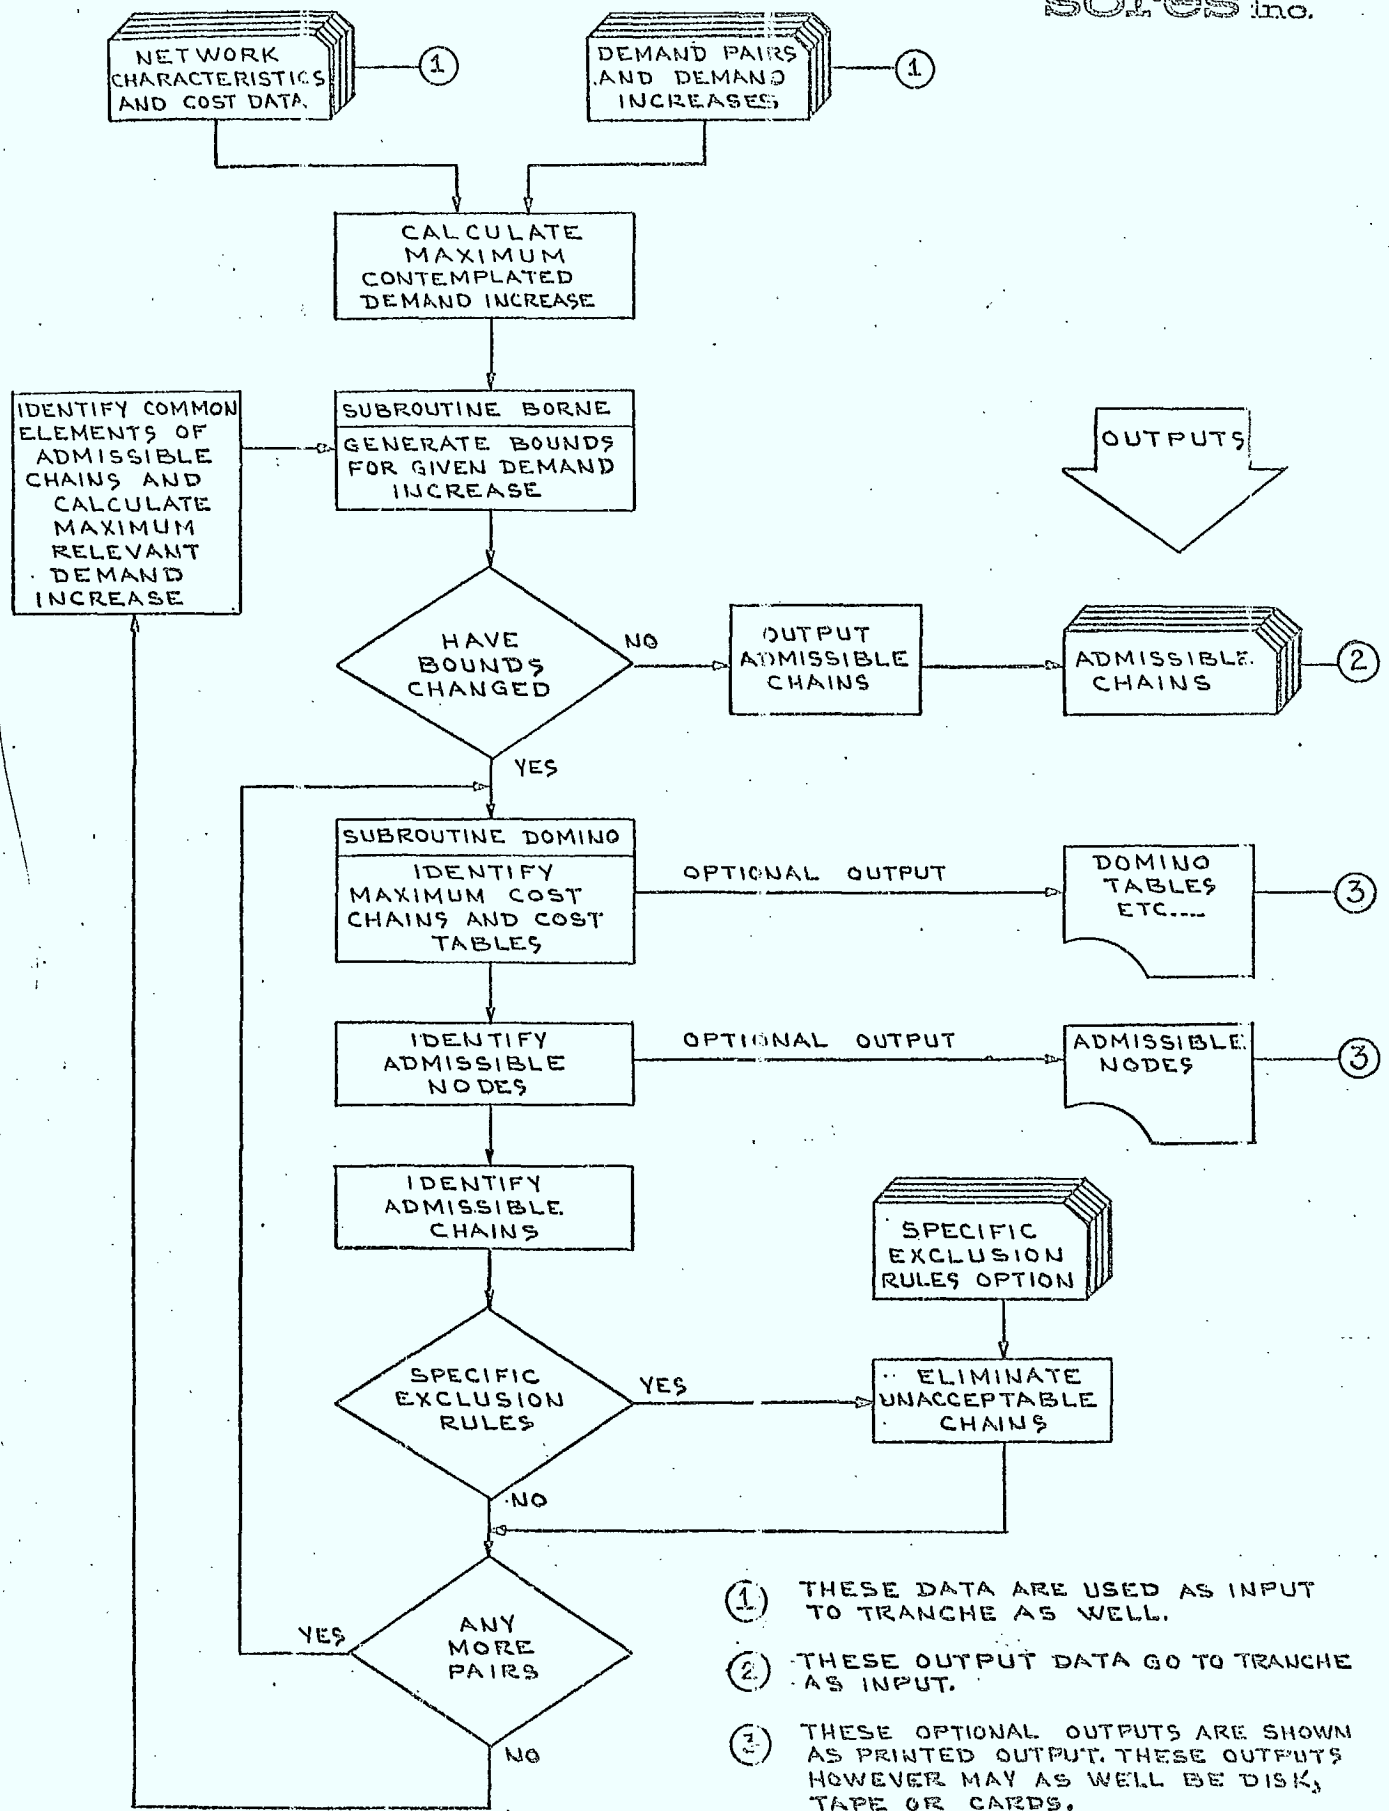 sores inc.
NETWORK
CHARACTERISTICS
AND COST DATA
1
DEMAND PAIRS
AND DEMAND
INCREASES
1
CALCULATE
MAXIMUM
CONTEMPLATED
DEMAND INCREASE
IDENTIFY COMMON
ELEMENTS OF
ADMISSIBLE
CHAINS AND
CALCULATE
MAXIMUM
RELEVANT
DEMAND
INCREASE
SUBROUTINE BORNE
GENERATE BOUNDS
FOR GIVEN DEMAND
INCREASE
OUTPUTS
HAVE
BOUNDS
CHANGED
NO
OUTPUT
ADMISSIBLE
CHAINS
ADMISSIBLE
CHAINS
2
YES
SUBROUTINE DOMINO
IDENTIFY
MAXIMUM COST
CHAINS AND COST
TABLES
OPTIONAL OUTPUT
DOMINO
TABLES
ETC....
3
IDENTIFY
ADMISSIBLE
NODES
OPTIONAL OUTPUT
ADMISSIBLE
NODES
3
IDENTIFY
ADMISSIBLE
CHAINS
SPECIFIC
EXCLUSION
RULES OPTION
SPECIFIC
EXCLUSION
RULES
YES
ELIMINATE
UNACCEPTABLE
CHAINS
NO
ANY
MORE
PAIRS
YES
NO
1 THESE DATA ARE USED AS INPUT
TO TRANCHE AS WELL.
2 THESE OUTPUT DATA GO TO TRANCHE
AS INPUT.
3 THESE OPTIONAL OUTPUTS ARE SHOWN
AS PRINTED OUTPUT. THESE OUTPUTS
HOWEVER MAY AS WELL BE DISK,
TAPE OR CARDS.